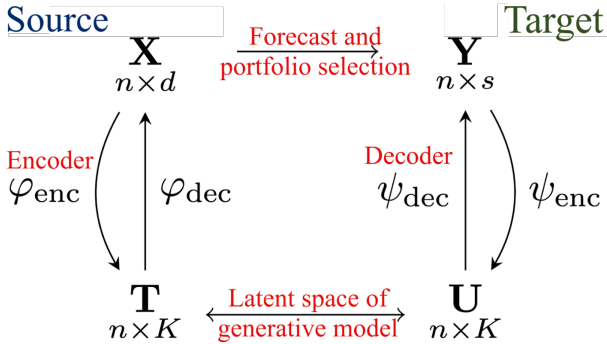 Source
Target
X
n×d
Forecast and
portfolio selection
Y
n×s
Encoder
φenc
φdec
Decoder
ψdec
ψenc
T
n×K
Latent space of
generative model
U
n×K